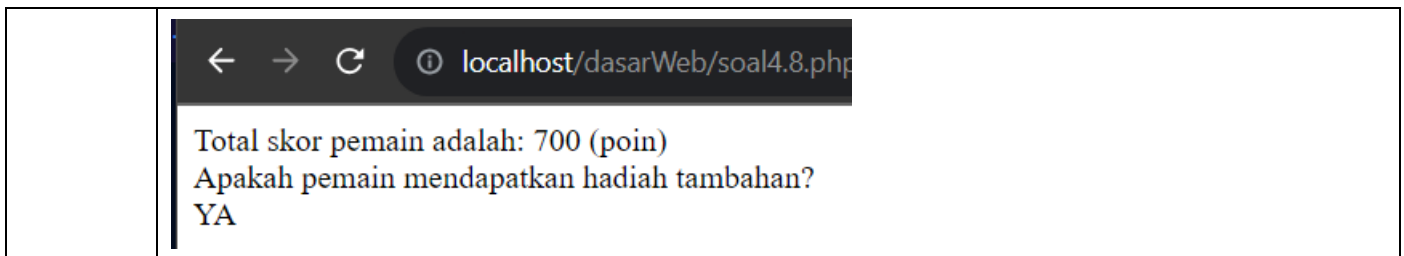 localhost/dasarWeb/soal4.8.php
Total skor pemain adalah: 700 (poin)
Apakah pemain mendapatkan hadiah tambahan?
YA